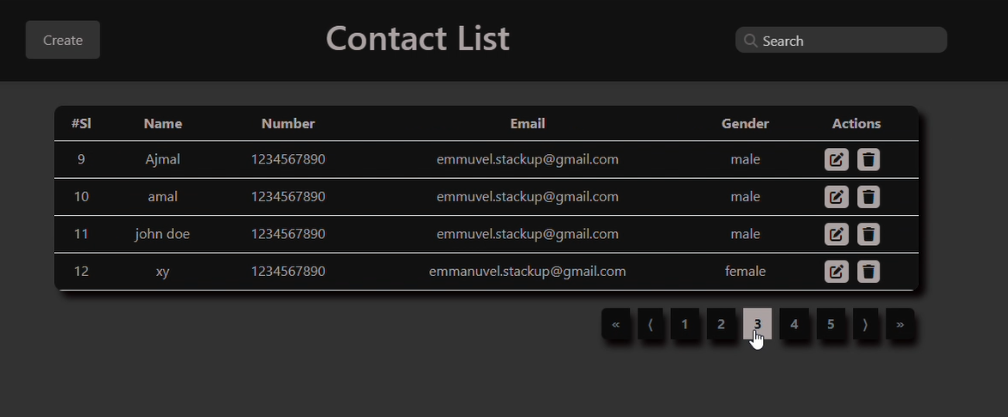 Create Contact List Search
#Sl Name Number Email Gender Actions
9 Ajmal 1234567890 emmuvel.stackup@gmail.com male
10 amal 1234567890 emmuvel.stackup@gmail.com male
11 john doe 1234567890 emmuvel.stackup@gmail.com male
12 xy 1234567890 emmanuvel.stackup@gmail.com female
« ⟨ 1 2 3 4 5 ⟩ »